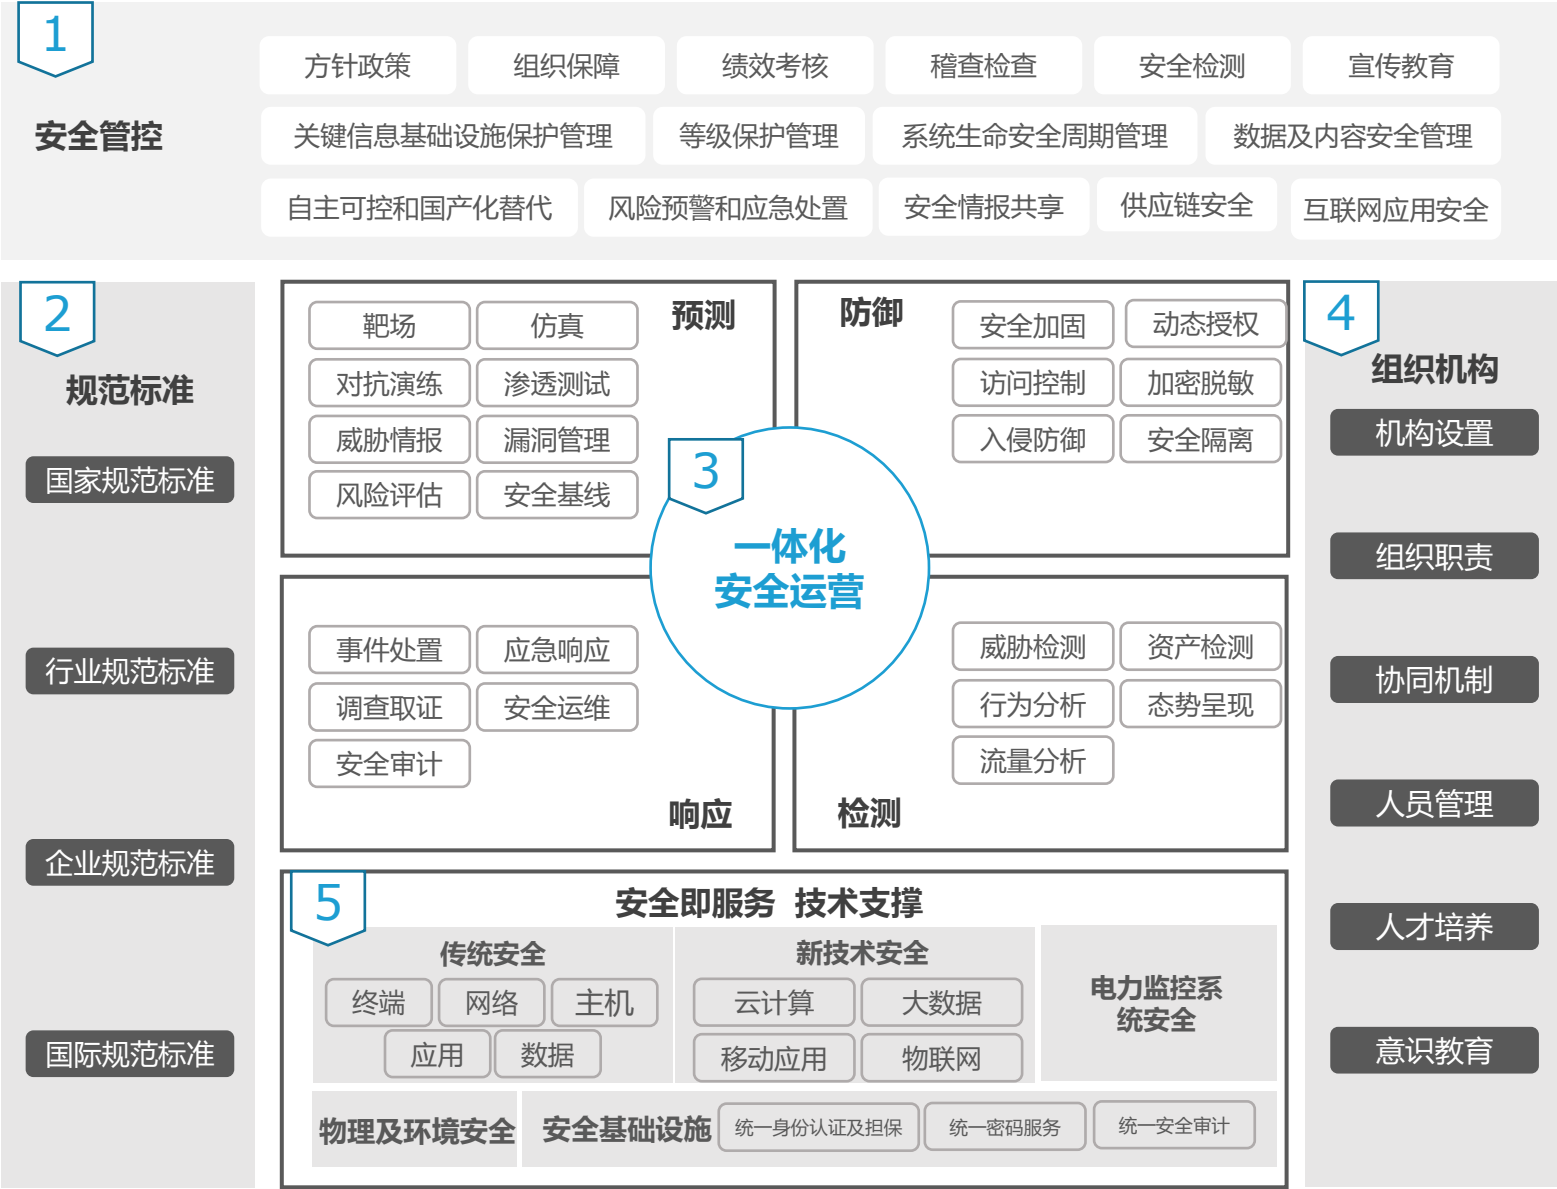 1
安全管控
方针政策
组织保障
绩效考核
稽查检查
安全检测
宣传教育
关键信息基础设施保护管理
等级保护管理
系统生命安全周期管理
数据及内容安全管理
自主可控和国产化替代
风险预警和应急处置
安全情报共享
供应链安全
互联网应用安全
2
规范标准
国家规范标准
行业规范标准
企业规范标准
国际规范标准
预测
靶场
仿真
对抗演练
渗透测试
威胁情报
漏洞管理
风险评估
安全基线
防御
安全加固
动态授权
访问控制
加密脱敏
入侵防御
安全隔离
3
一体化
安全运营
事件处置
应急响应
调查取证
安全运维
安全审计
响应
威胁检测
资产检测
行为分析
态势呈现
流量分析
检测
4
组织机构
机构设置
组织职责
协同机制
人员管理
人才培养
意识教育
5
安全即服务 技术支撑
传统安全
终端
网络
主机
应用
数据
新技术安全
云计算
大数据
移动应用
物联网
电力监控系
统安全
物理及环境安全
安全基础设施
统一身份认证及担保
统一密码服务
统一安全审计